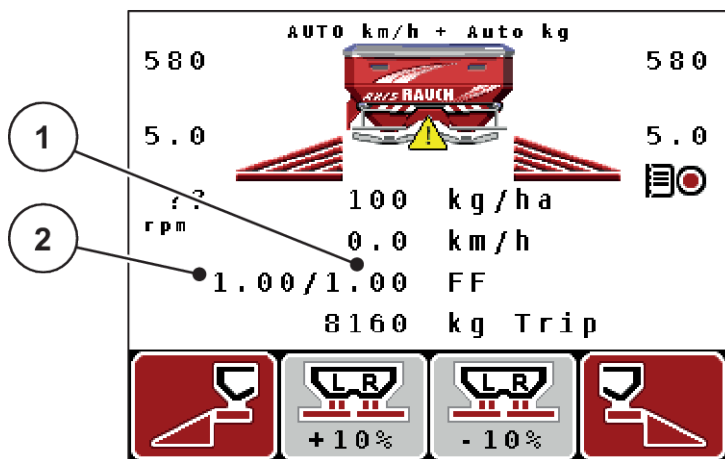 AUTO km/h + Auto kg
580 580
AXIS RAUCH
5.0 5.0
1
?? 100 kg/ha
rpm
0.0 km/h
2
1.00/1.00 FF
8160 kg Trip
L R L R
+10% -10%